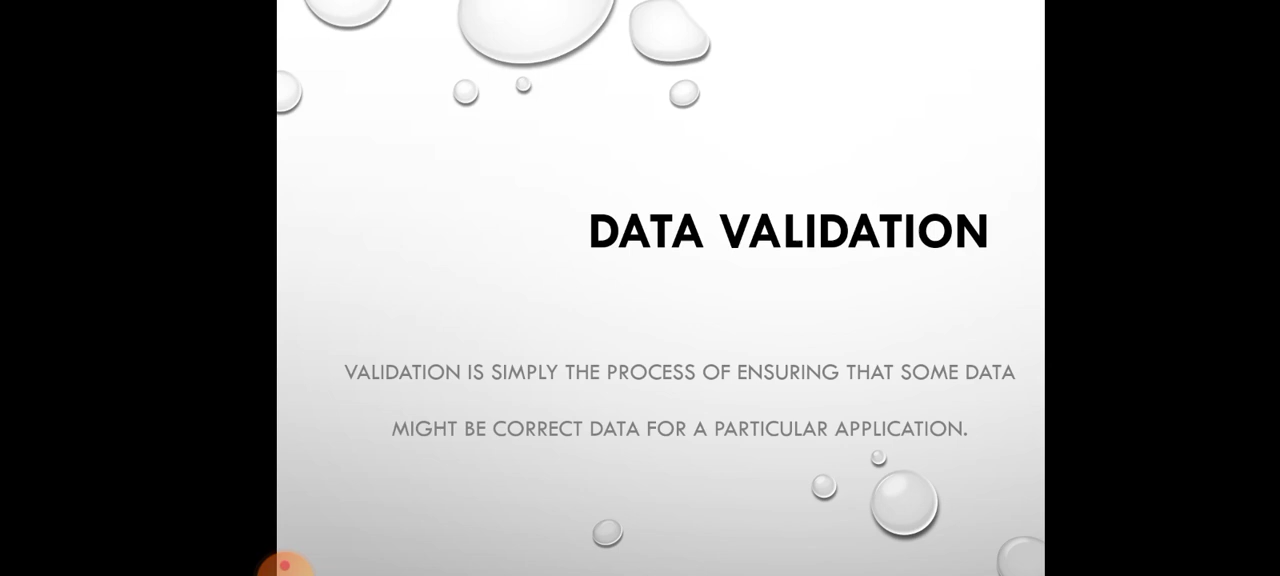 DATA VALIDATION
VALIDATION IS SIMPLY THE PROCESS OF ENSURING THAT SOME DATA
MIGHT BE CORRECT DATA FOR A PARTICULAR APPLICATION.